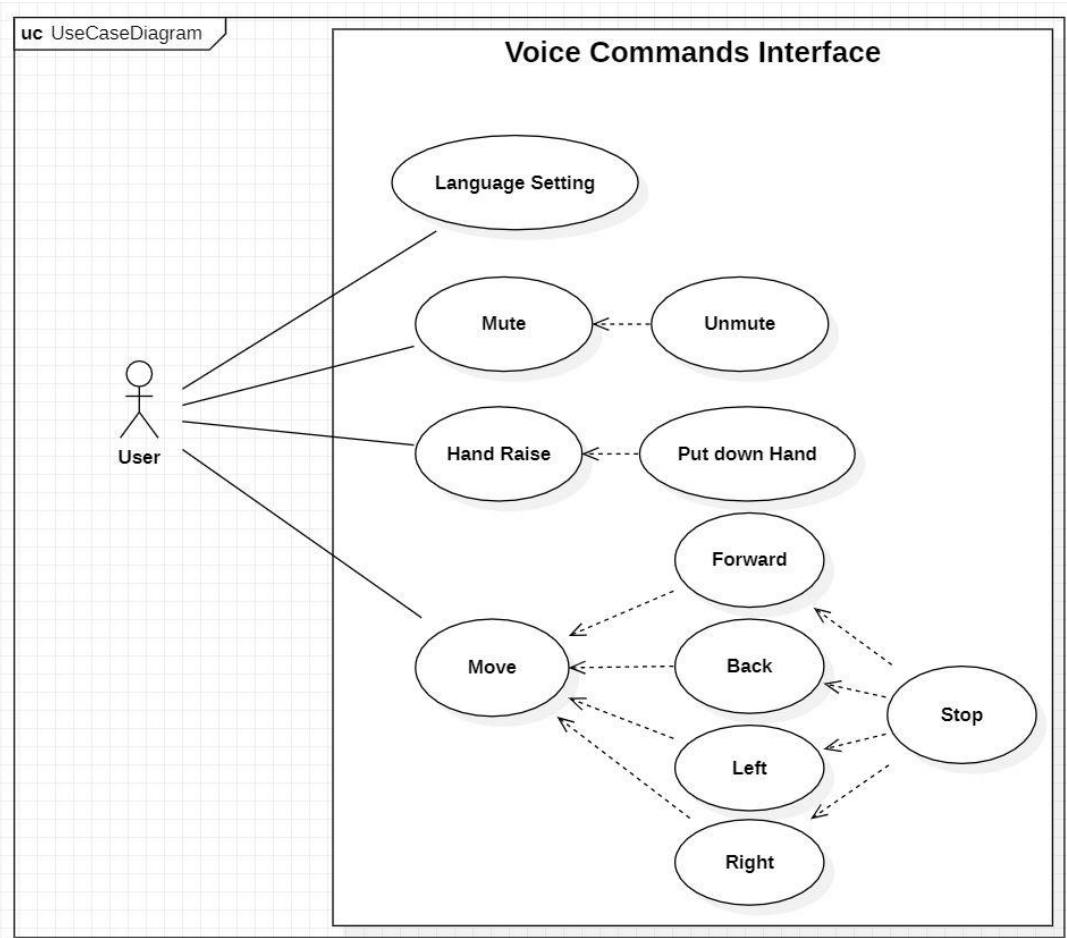 uc UseCaseDiagram
Voice Commands Interface
Language Setting
Mute
Unmute
User
Hand Raise
Put down Hand
Forward
Move
Back
Stop
Left
Right